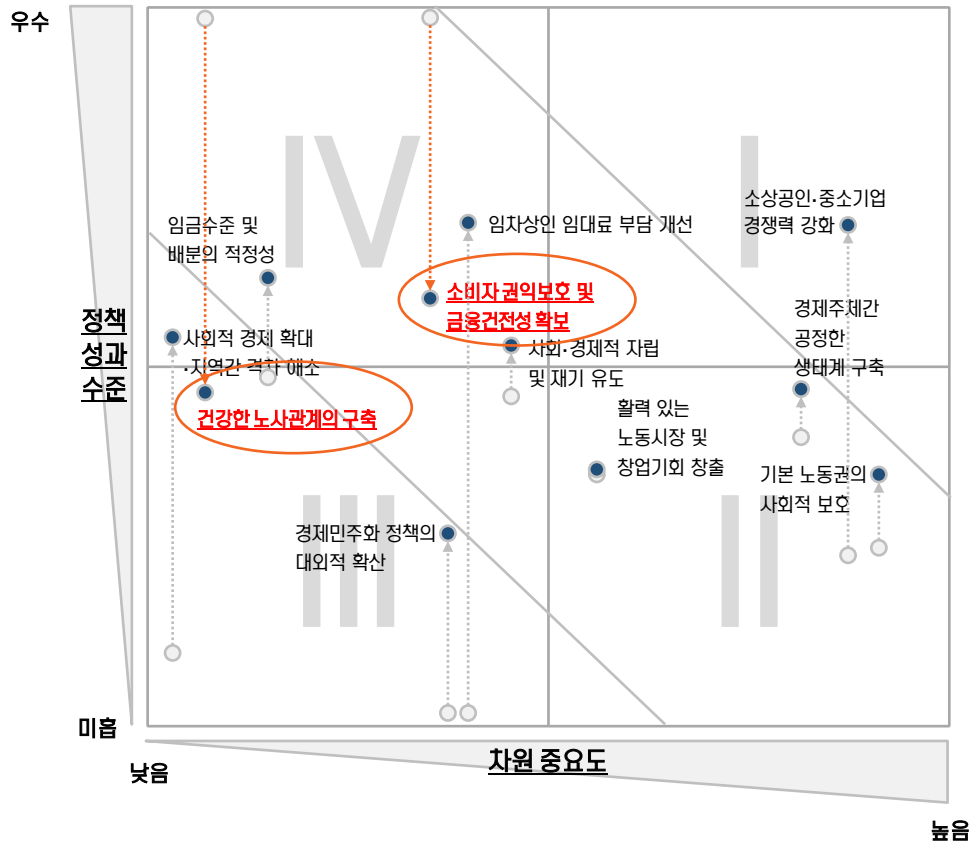 우수
IV
I
임금수준 및
배분의 적정성
임차상인 임대료 부담 개선
소상공인·중소기업
경쟁력 강화
소비자 권익보호 및
금융건전성 확보
경제주체간
공정한
생태계 구축
정책
성과
수준
사회적 경제 확대
·지역간 격차 해소
사회·경제적 자립
및 재기 유도
건강한 노사관계의 구축
활력 있는
노동시장 및
창업기회 창출
기본 노동권의
사회적 보호
III
II
경제민주화 정책의
대외적 확산
미흡
낮음
차원 중요도
높음